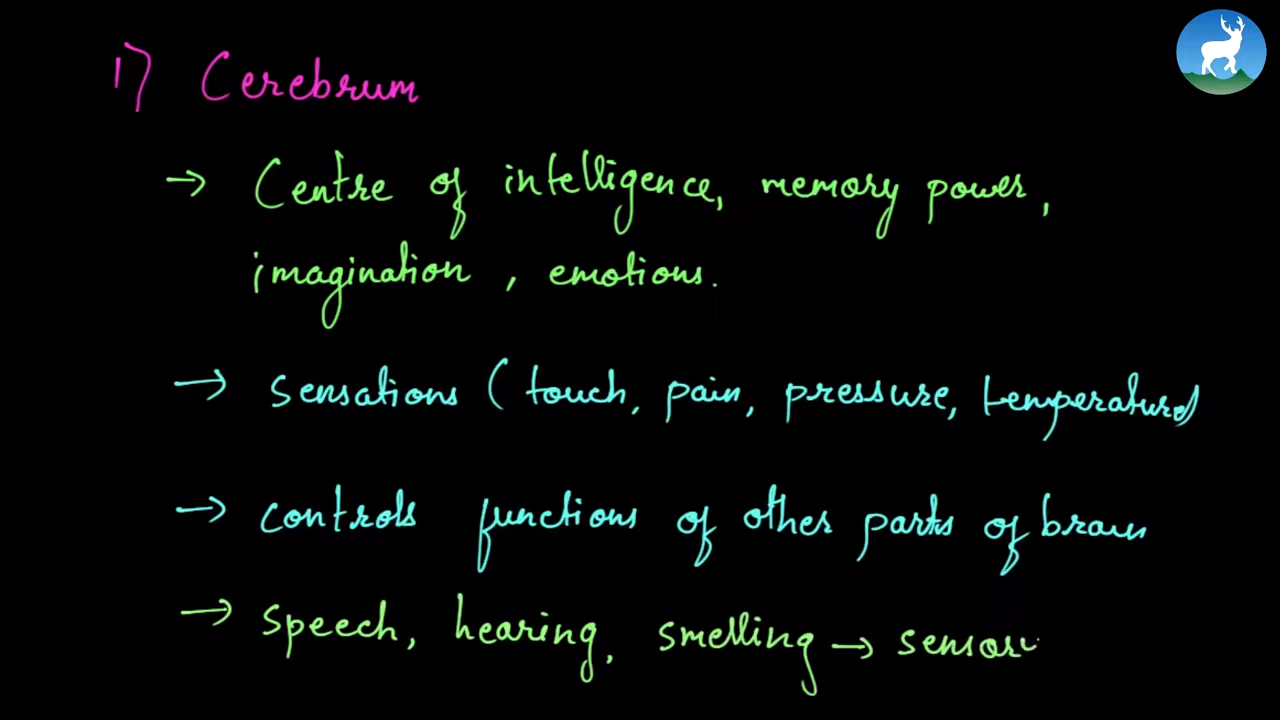 1) Cerebrum
→ Centre of intelligence, memory power,
imagination, emotions.
→ sensations (touch, pain, pressure, temperature)
→ controls functions of other parts of brain
→ speech, hearing, smelling → sensor